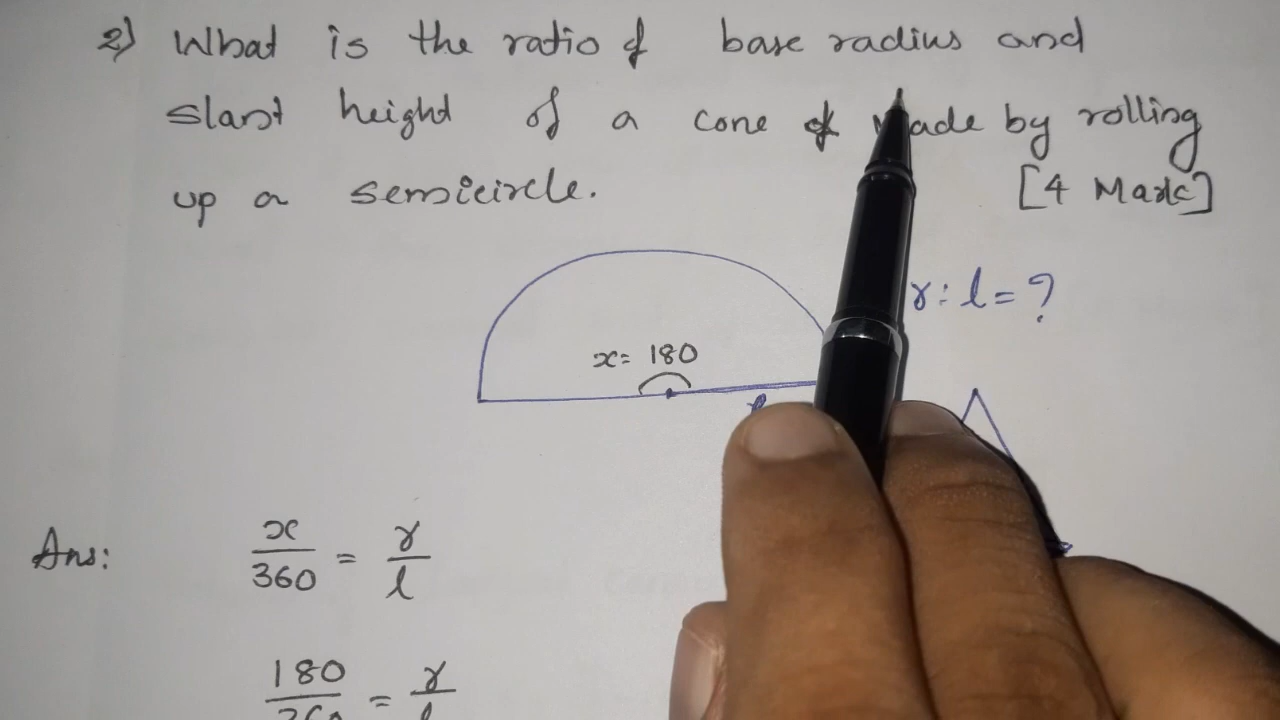 2) What is the ratio of base radius and
slant height of a cone of made by rolling
up a semicircle. [4 Mark]
r : l = ?
x = 180
l
Ans: x/360 = r/l
180/360 = r/l